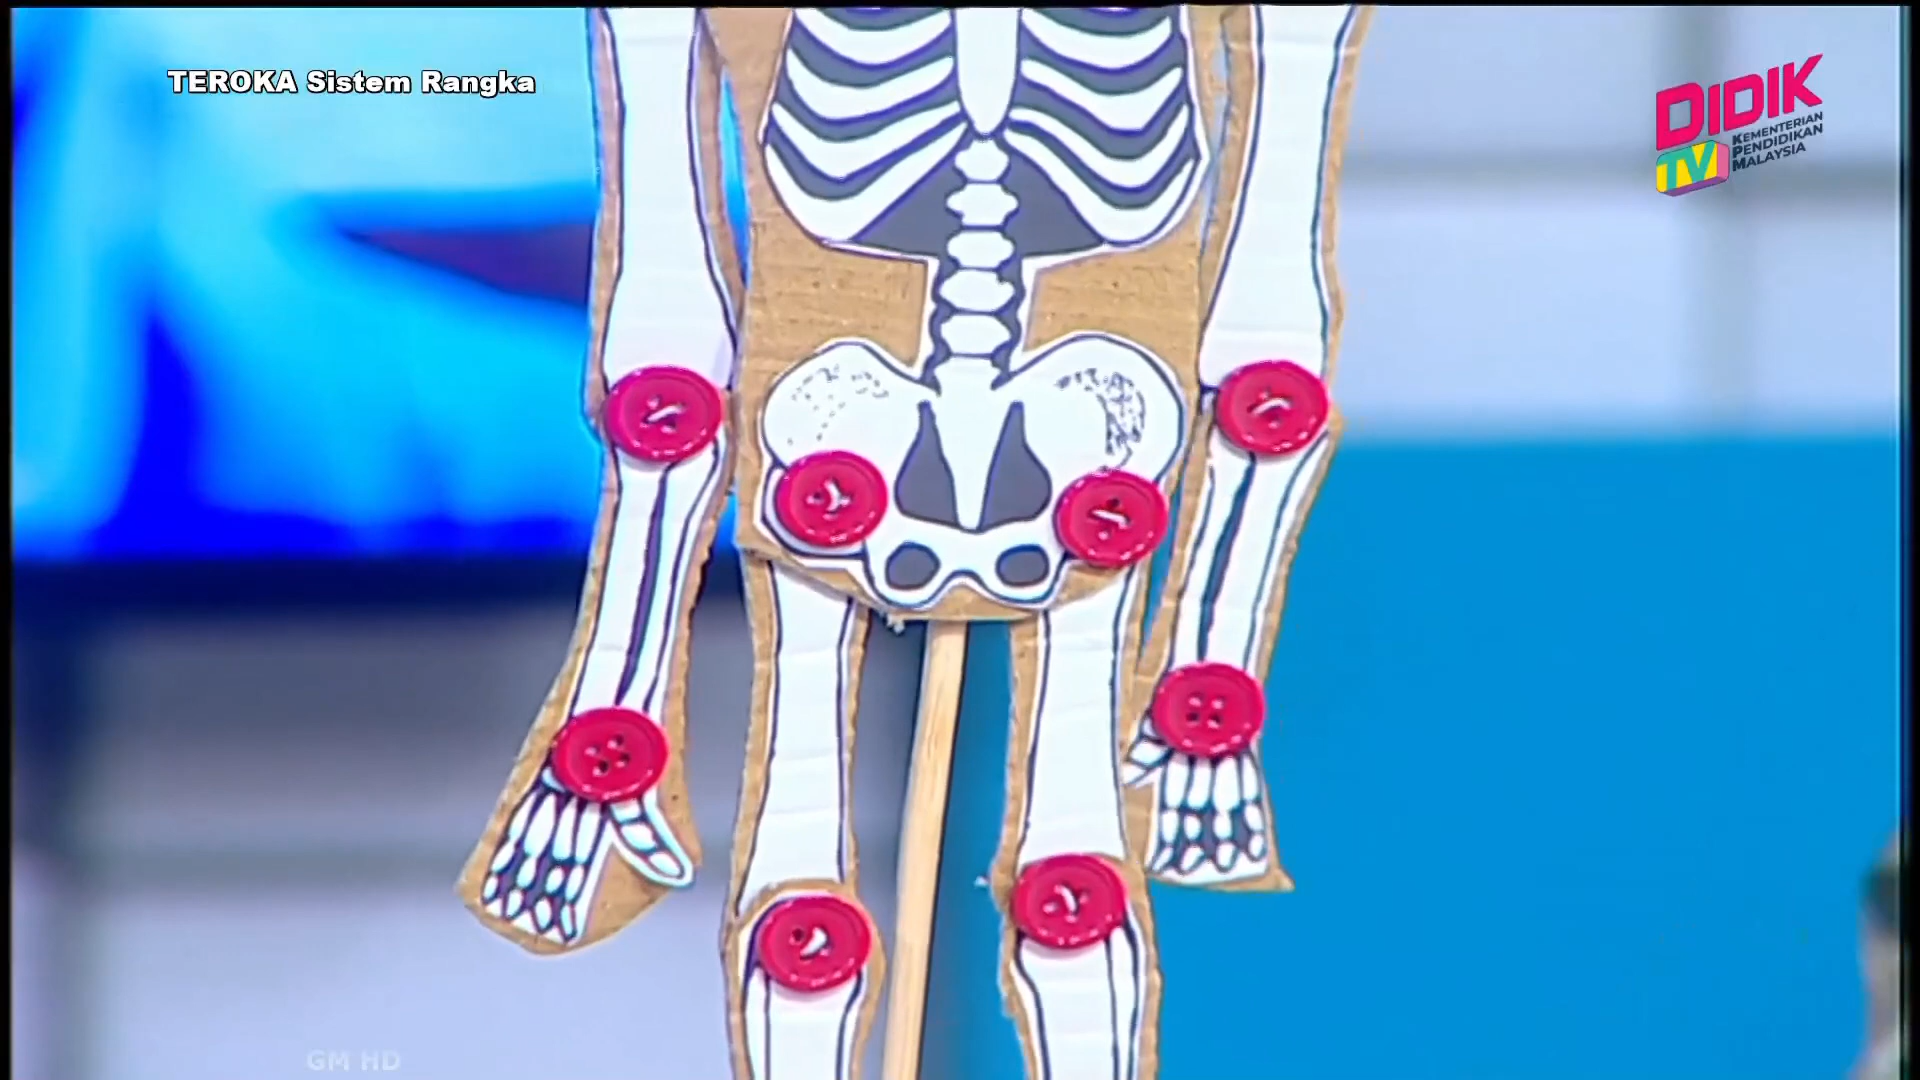 TEROKA Sistem Rangka
DIDIK
TV
KEMENTERIAN
PENDIDIKAN
MALAYSIA
GM HD